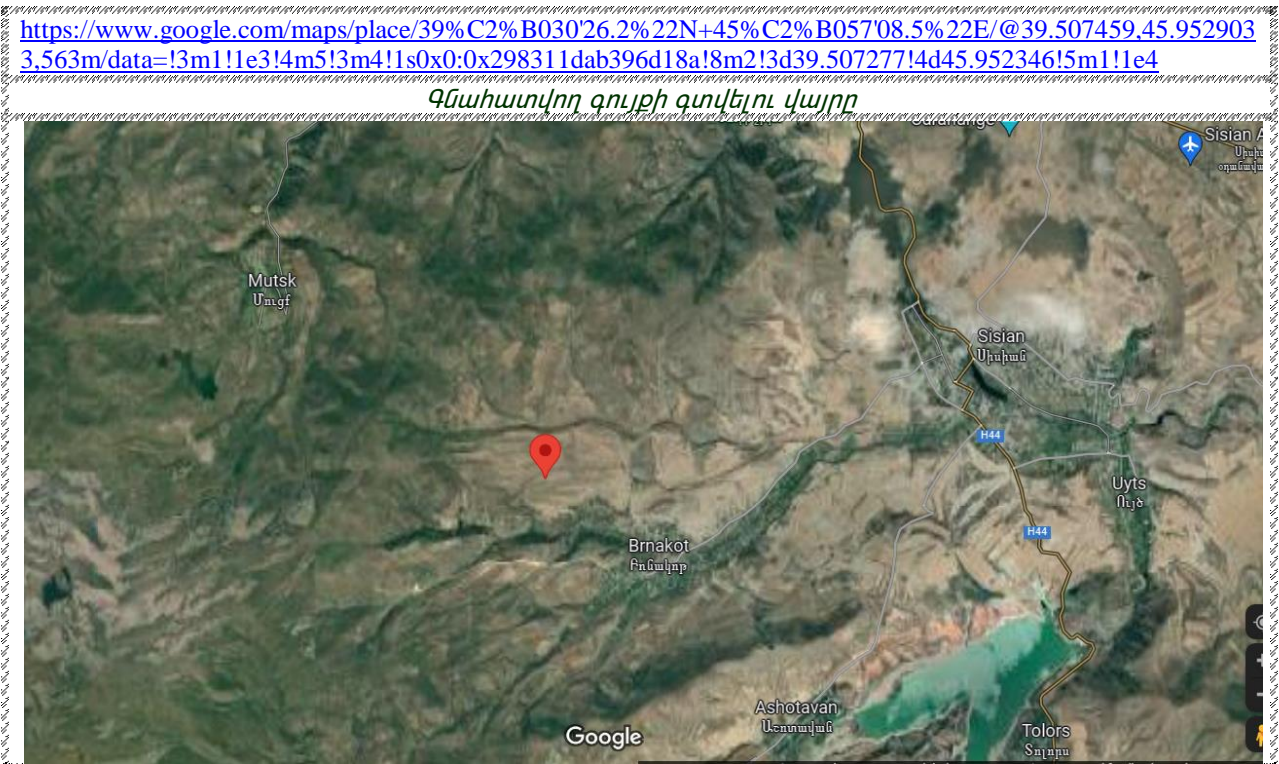 https://www.google.com/maps/place/39%C2%B030'26.2%22N+45%C2%B057'08.5%22E/@39.507459,45.952903
3,563m/data=!3m1!1e3!4m5!3m4!1s0x0:0x298311dab396d18a!8m2!3d39.507277!4d45.952346!5m1!1e4
Գնահատվող գույքի գտվելու վայրը
Sisian A
Mutsk
Մուցք
Sisian
Սիսիան
H44
Uyts
Ույծ
H44
Brnakot
Բռնակոթ
Ashotavan
Աշոտավան
Google
Tolors
Տոլորս